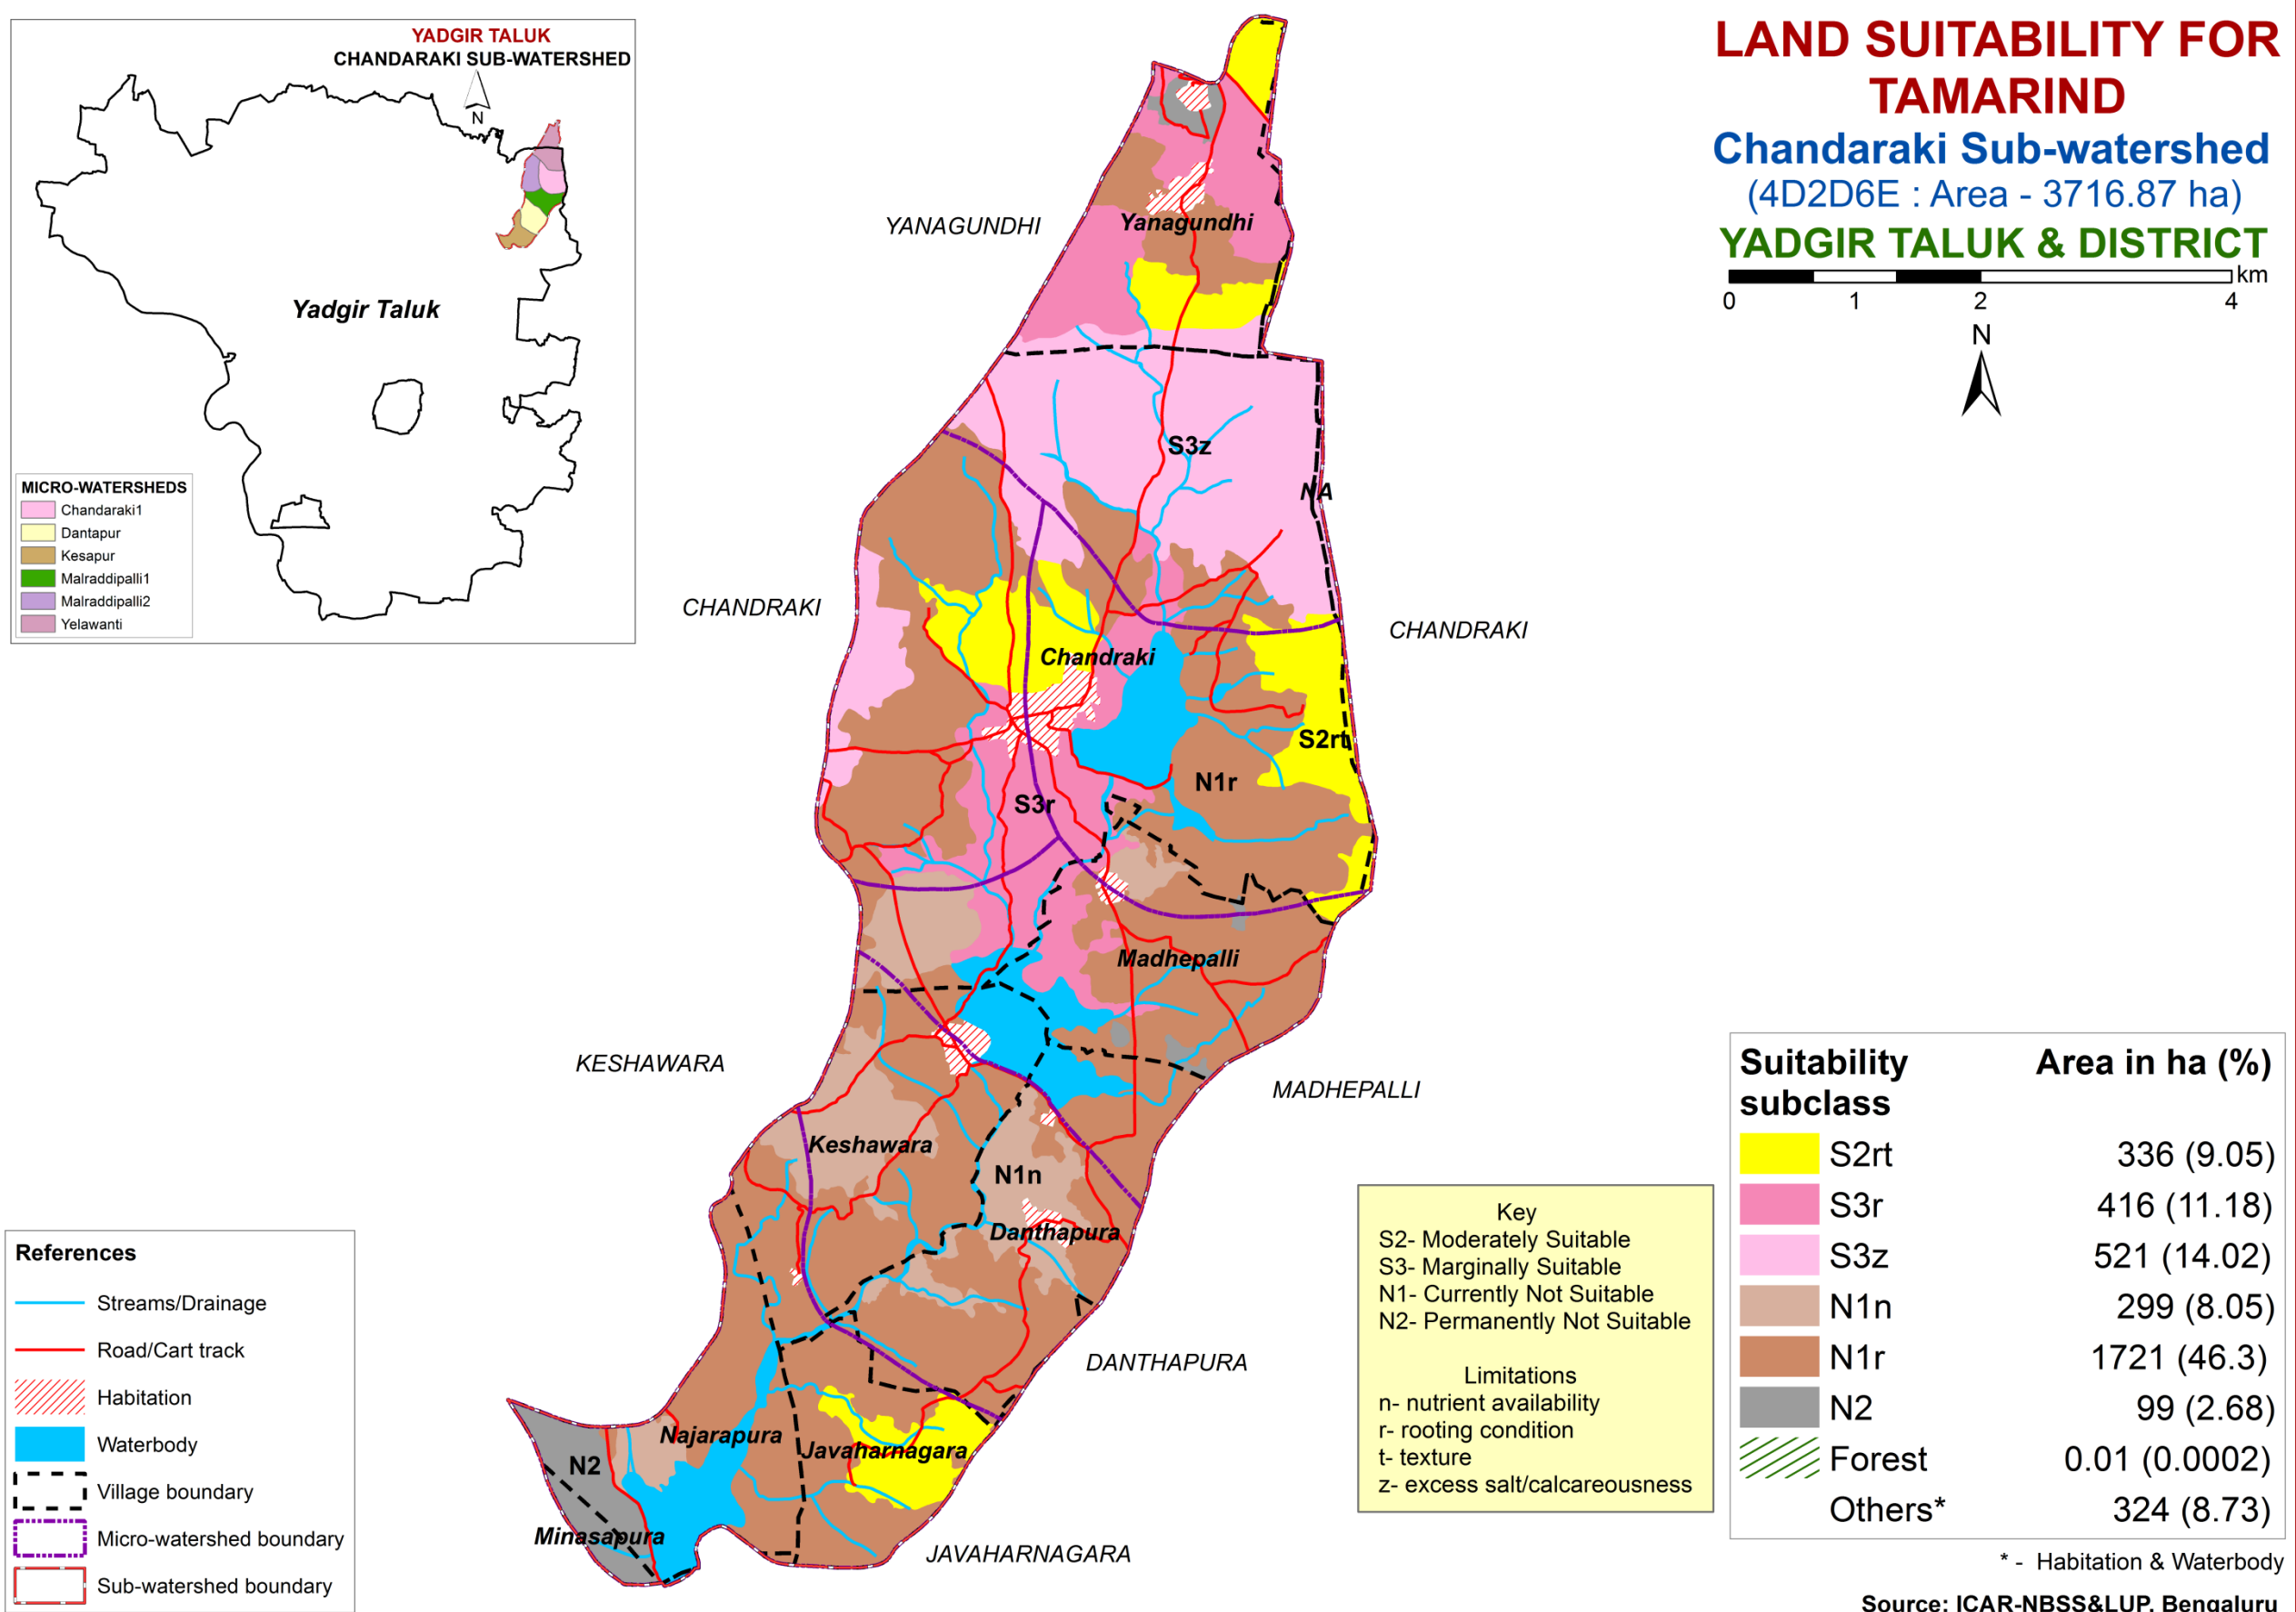 YADGIR TALUK
CHANDARAKI SUB-WATERSHED
N
Yadgir Taluk
MICRO-WATERSHEDS
Chandaraki1
Dantapur
Kesapur
Malraddipalli1
Malraddipalli2
Yelawanti
LAND SUITABILITY FOR
TAMARIND
Chandaraki Sub-watershed
(4D2D6E : Area - 3716.87 ha)
YADGIR TALUK & DISTRICT
km
0 1 2 4
N
YANAGUNDHI
Yanagundhi
S3z
NA
CHANDRAKI
CHANDRAKI
Chandraki
S2rt
N1r
S3r
Madhepalli
KESHAWARA
MADHEPALLI
Keshawara
N1n
Danthapura
DANTHAPURA
Najarapura
Javaharnagara
N2
Minasapura
JAVAHARNAGARA
References
Streams/Drainage
Road/Cart track
Habitation
Waterbody
Village boundary
Micro-watershed boundary
Sub-watershed boundary
Key
S2- Moderately Suitable
S3- Marginally Suitable
N1- Currently Not Suitable
N2- Permanently Not Suitable
Limitations
n- nutrient availability
r- rooting condition
t- texture
z- excess salt/calcareousness
Suitability Area in ha (%)
subclass
S2rt 336 (9.05)
S3r 416 (11.18)
S3z 521 (14.02)
N1n 299 (8.05)
N1r 1721 (46.3)
N2 99 (2.68)
Forest 0.01 (0.0002)
Others* 324 (8.73)
* - Habitation & Waterbody
Source: ICAR-NBSS&LUP, Bengaluru